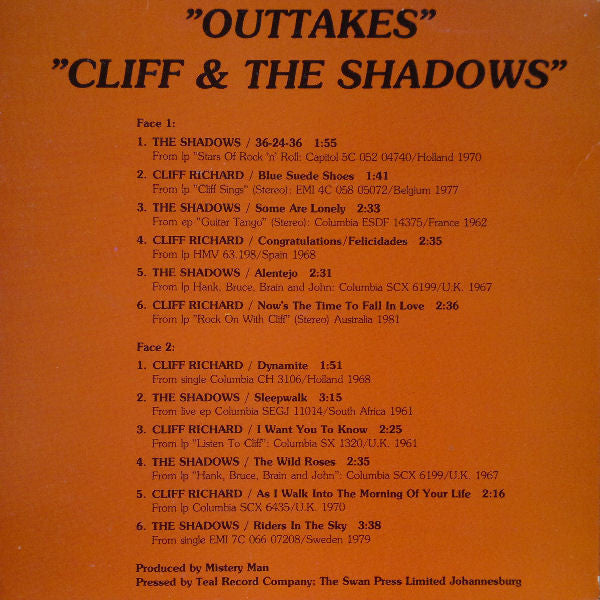 "OUTTAKES"
"CLIFF & THE SHADOWS"
Face 1:
1. THE SHADOWS / 36-24-36 1:55
From lp "Stars Of Rock 'n' Roll: Capitol 5C 052 04740/Holland 1970
2. CLIFF RiCHARD / Blue Suede Shoes 1:41
From lp "Cliff Sings" (Stereo): EMI 4C 058 05072/Belgium 1977
3. THE SHADOWS / Some Are Lonely 2:33
From ep "Guitar Tango" (Stereo): Columbia ESDF 14375/France 1962
4. CLIFF RICHARD / Congratulations/Felicidades 2:35
From lp HMV 63.198/Spain 1968
5. THE SHADOWS / Alentejo 2:31
From lp Hank, Bruce, Brain and John: Columbia SCX 6199/U.K. 1967
6. CLIFF RICHARD / Now's The Time To Fall In Love 2:36
From lp "Rock On With Cliff" (Stereo) Australia 1981
Face 2:
1. CLIFF RICHARD / Dynamite 1:51
From single Columbia CH 3106/Holland 1968
2. THE SHADOWS / Sleepwalk 3:15
From live ep Columbia SEGJ 11014/South Africa 1961
3. CLIFF RICHARD / I Want You To Know 2:25
From lp "Listen To Cliff": Columbia SX 1320/U.K. 1961
4. THE SHADOWS / The Wild Roses 2:35
From lp "Hank, Bruce, Brain and John": Columbia SCX 6199/U.K. 1967
5. CLIFF RICHARD / As I Walk Into The Morning Of Your Life 2:16
From lp Columbia SCX 6435/U.K. 1970
6. THE SHADOWS / Riders In The Sky 3:38
From single EMI 7C 066 07208/Sweden 1979
Produced by Mistery Man
Pressed by Teal Record Company: The Swan Press Limited Johannesburg